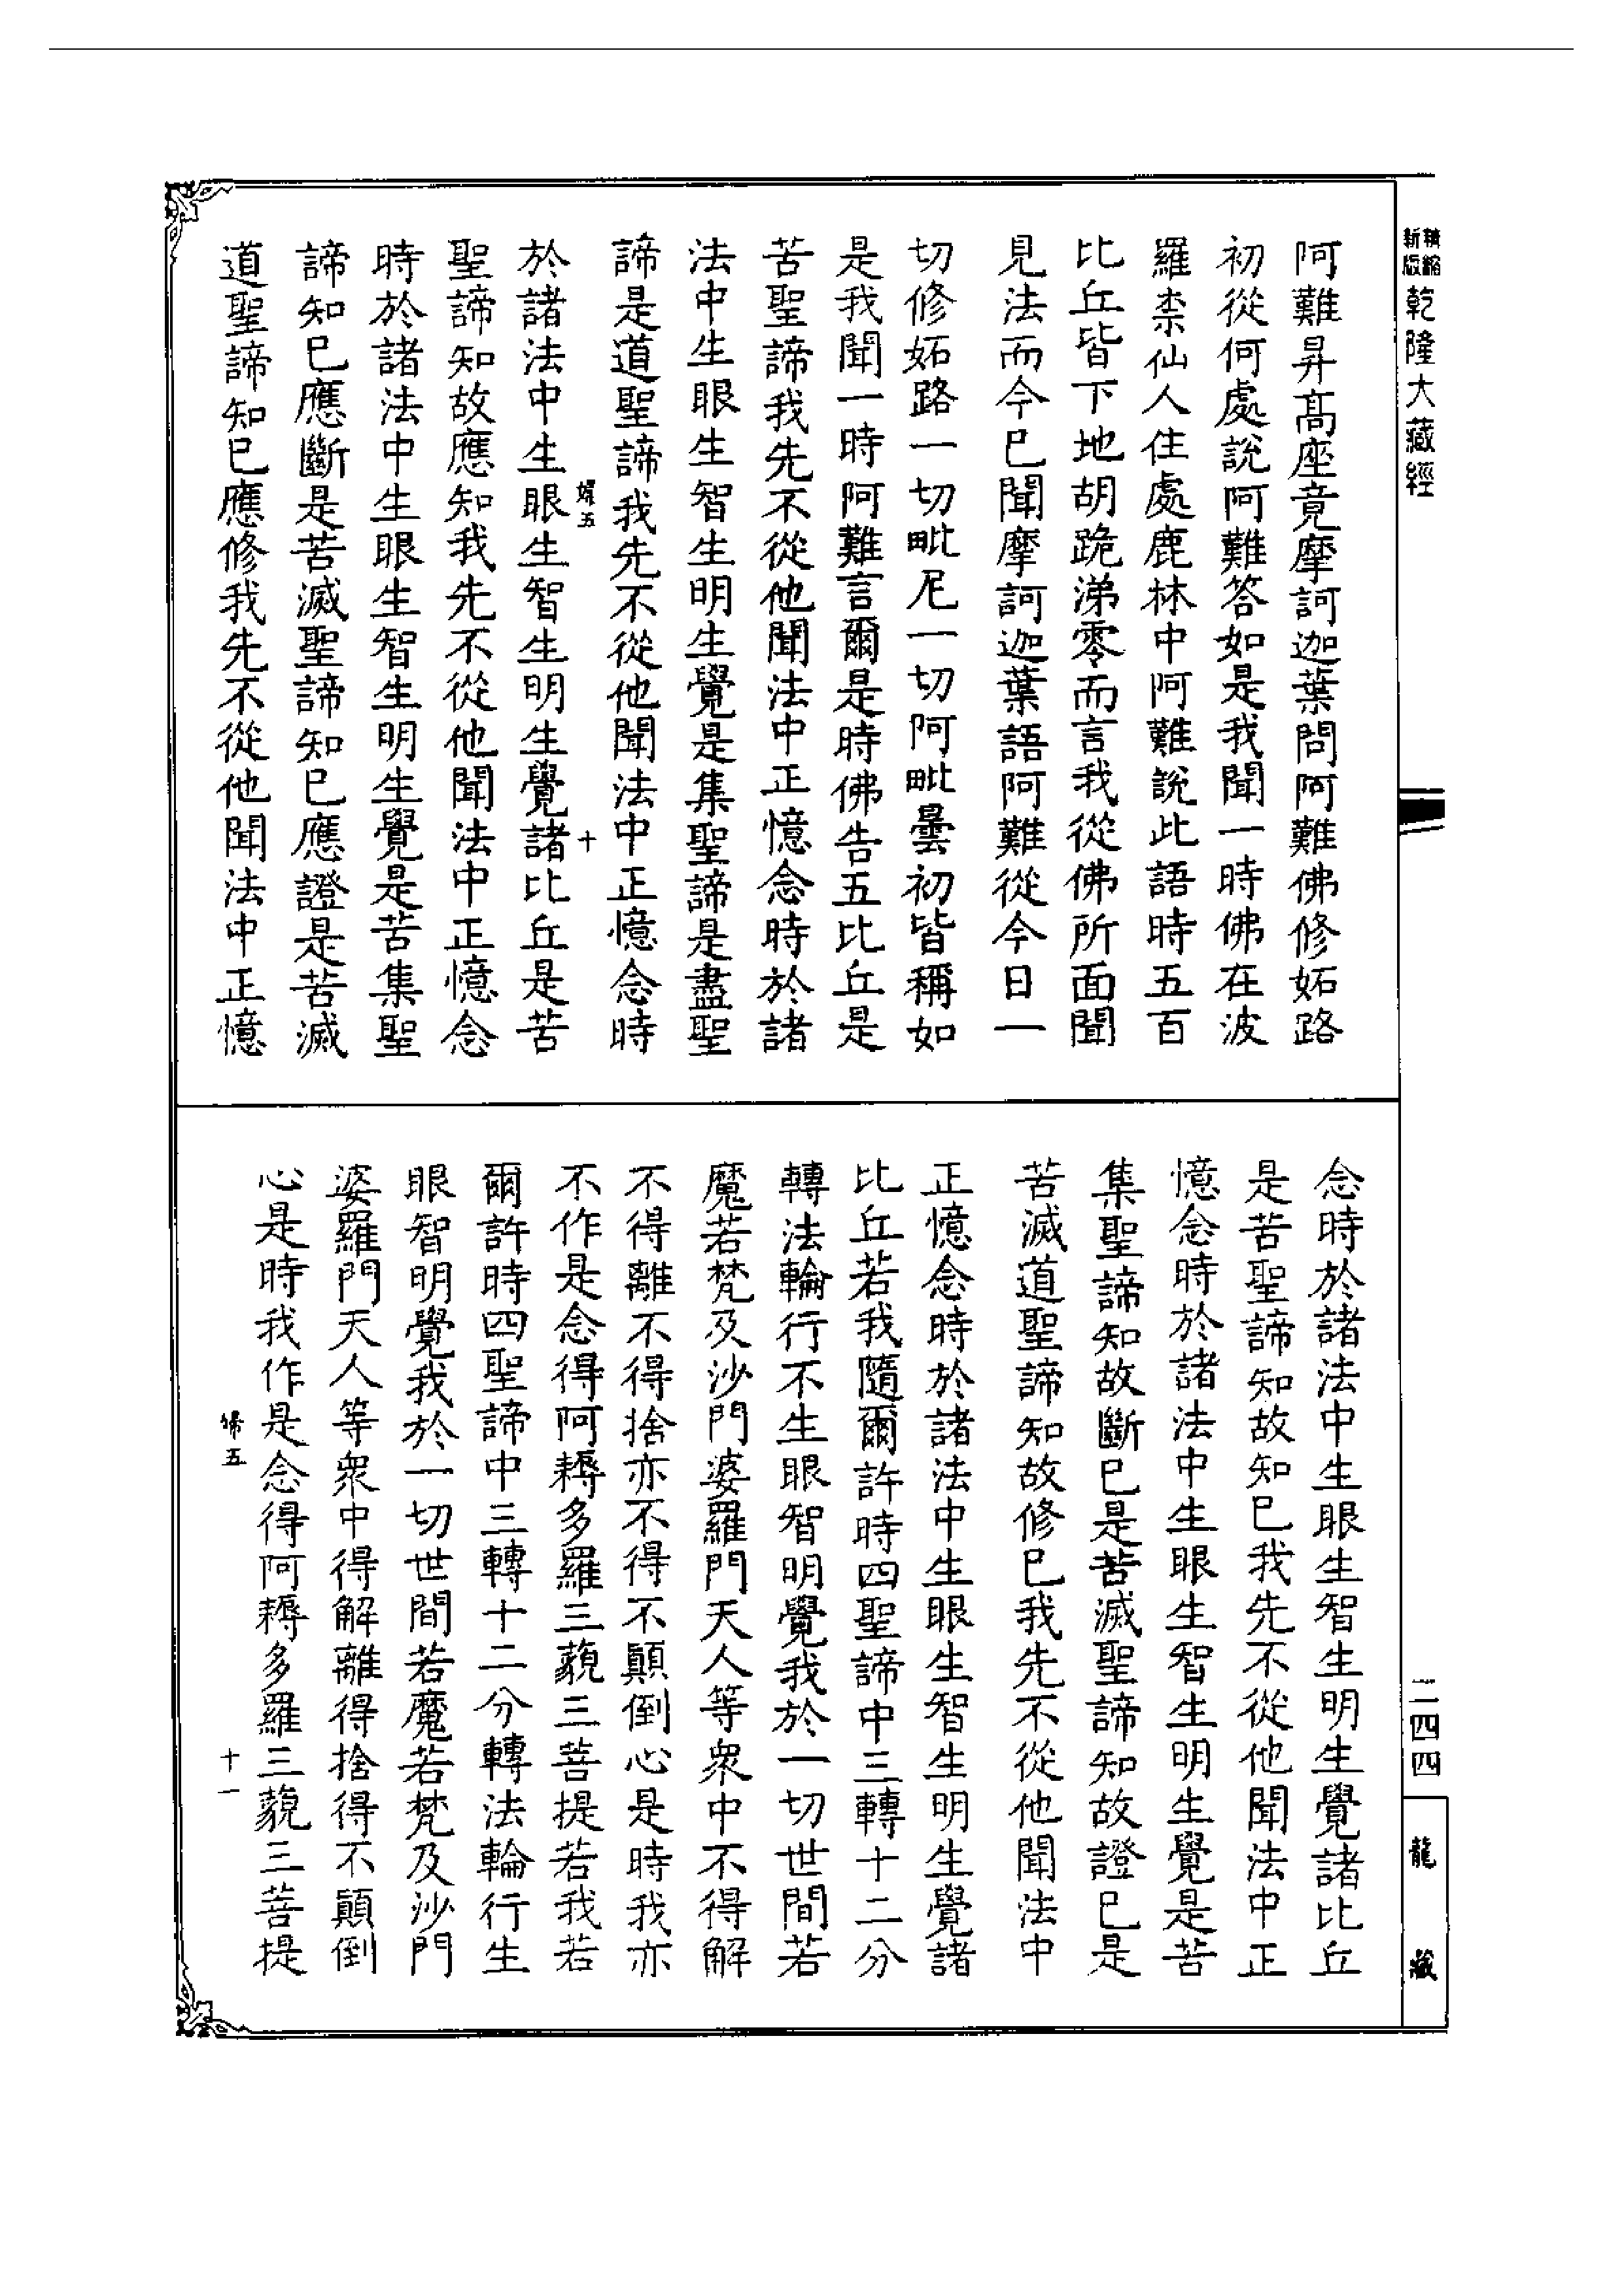 新版精縮
乾隆大藏經
阿難昇髙座竟摩訶迦葉問阿難佛修妬路
初從何處說阿難答如是我聞一時佛在波
羅柰仙人住處鹿林中阿難說此語時五百
比丘皆下地胡跪涕零而言我從佛所面聞
見法而今已聞摩訶迦葉語阿難從今日一
切修妬路一切毗尼一切阿毗曇初皆稱如
是我聞一時阿難言爾是時佛告五比丘是
苦聖諦我先不從他聞法中正憶念時於諸
法中生眼生智生明生覺是集聖諦是盡聖
諦是道聖諦我先不從他聞法中正憶念時
五 十
於諸法中生眼生智生明生覺諸比丘是苦
聖諦知故應知我先不從他聞法中正憶念
時於諸法中生眼生智生明生覺是苦集聖
諦知已應斷是苦滅聖諦知已應證是苦滅
道聖諦知已應修我先不從他聞法中正憶
念時於諸法中生眼生智生明生覺諸比丘
是苦聖諦知故知已我先不從他聞法中正
憶念時於諸法中生眼生智生明生覺是苦
集聖諦知故斷已是苦滅聖諦知故證已是
苦滅道聖諦知故修已我先不從他聞法中
正憶念時於諸法中生眼生智生明生覺諸
比丘若我隨爾許時四聖諦中三轉十二分
轉法輪行不生眼智明覺我於一切世間若
魔若梵及沙門婆羅門天人等衆中不得解
不得離不得捨亦不得不顛倒心是時我亦
不作是念得阿耨多羅三藐三菩提若我若
爾許時四聖諦中三轉十二分轉法輪行生
眼智明覺我於一切世間若魔若梵及沙門
婆羅門天人等衆中得解離得捨得不顛倒
心是時我作是念得阿耨多羅三藐三菩提
五 十一
二四四
龍藏